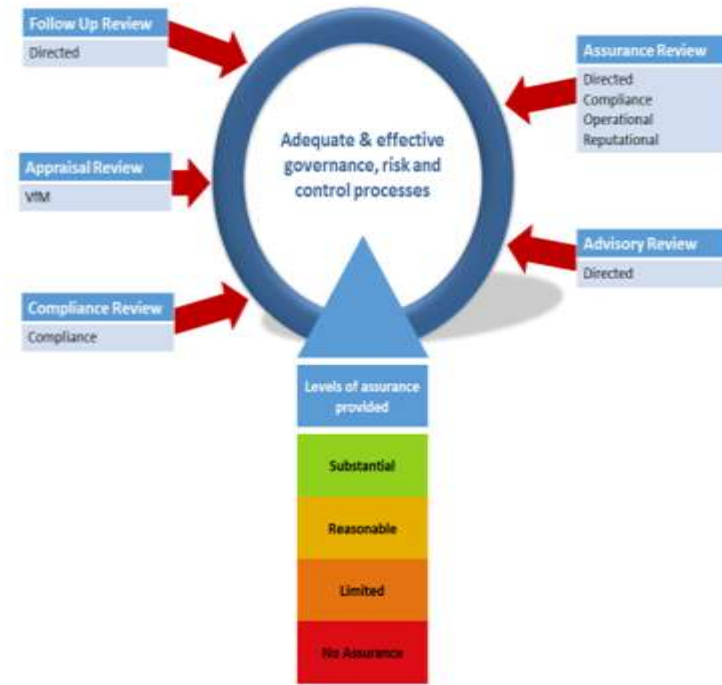 Follow Up Review
Directed
Assurance Review
Directed
Compliance
Operational
Reputational
Adequate & effective
governance, risk and
control processes
Appraisal Review
VfM
Advisory Review
Directed
Compliance Review
Compliance
Levels of assurance
provided
Substantial
Reasonable
Limited
No Assurance